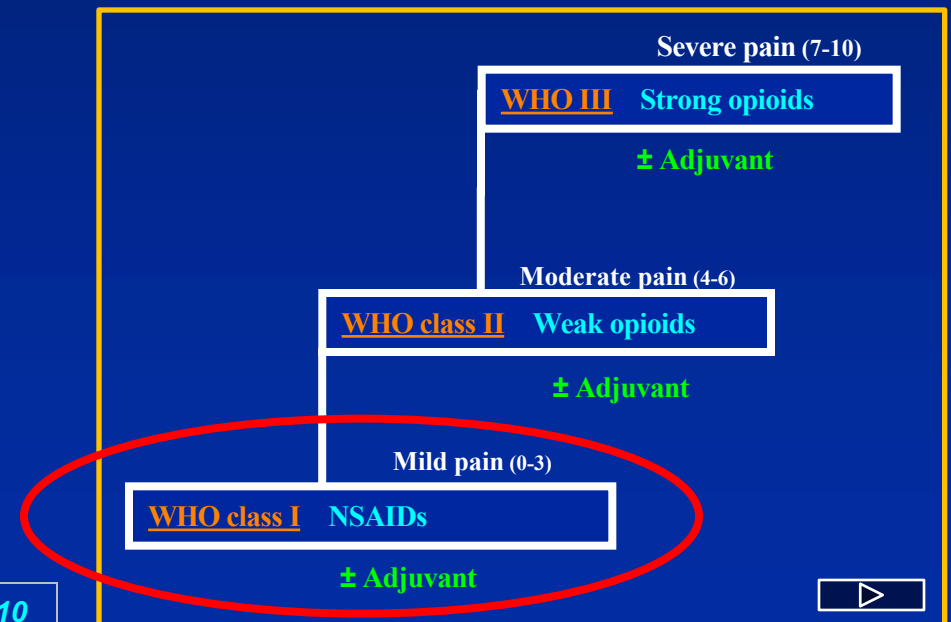 Severe pain (7-10)
WHO III Strong opioids
± Adjuvant
Moderate pain (4-6)
WHO class II Weak opioids
± Adjuvant
Mild pain (0-3)
WHO class I NSAIDs
± Adjuvant
10